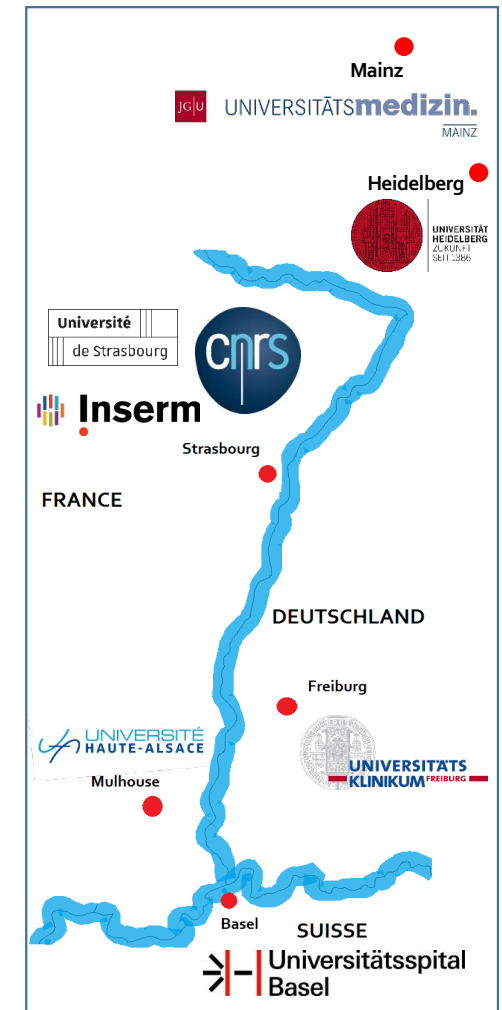 Mainz
JG|U UNIVERSITĀTSmedizin.
MAINZ
Heidelberg
UNIVERSITÄT
HEIDELBERG
ZUKUNFT
SEIT 1386
Université
de Strasbourg
cnrs
Inserm
Strasbourg
FRANCE
DEUTSCHLAND
Freiburg
UNIVERSITÉ
HAUTE-ALSACE
UNIVERSITÄTS
KLINIKUM FREIBURG
Mulhouse
Basel
SUISSE
Universitätsspital
Basel